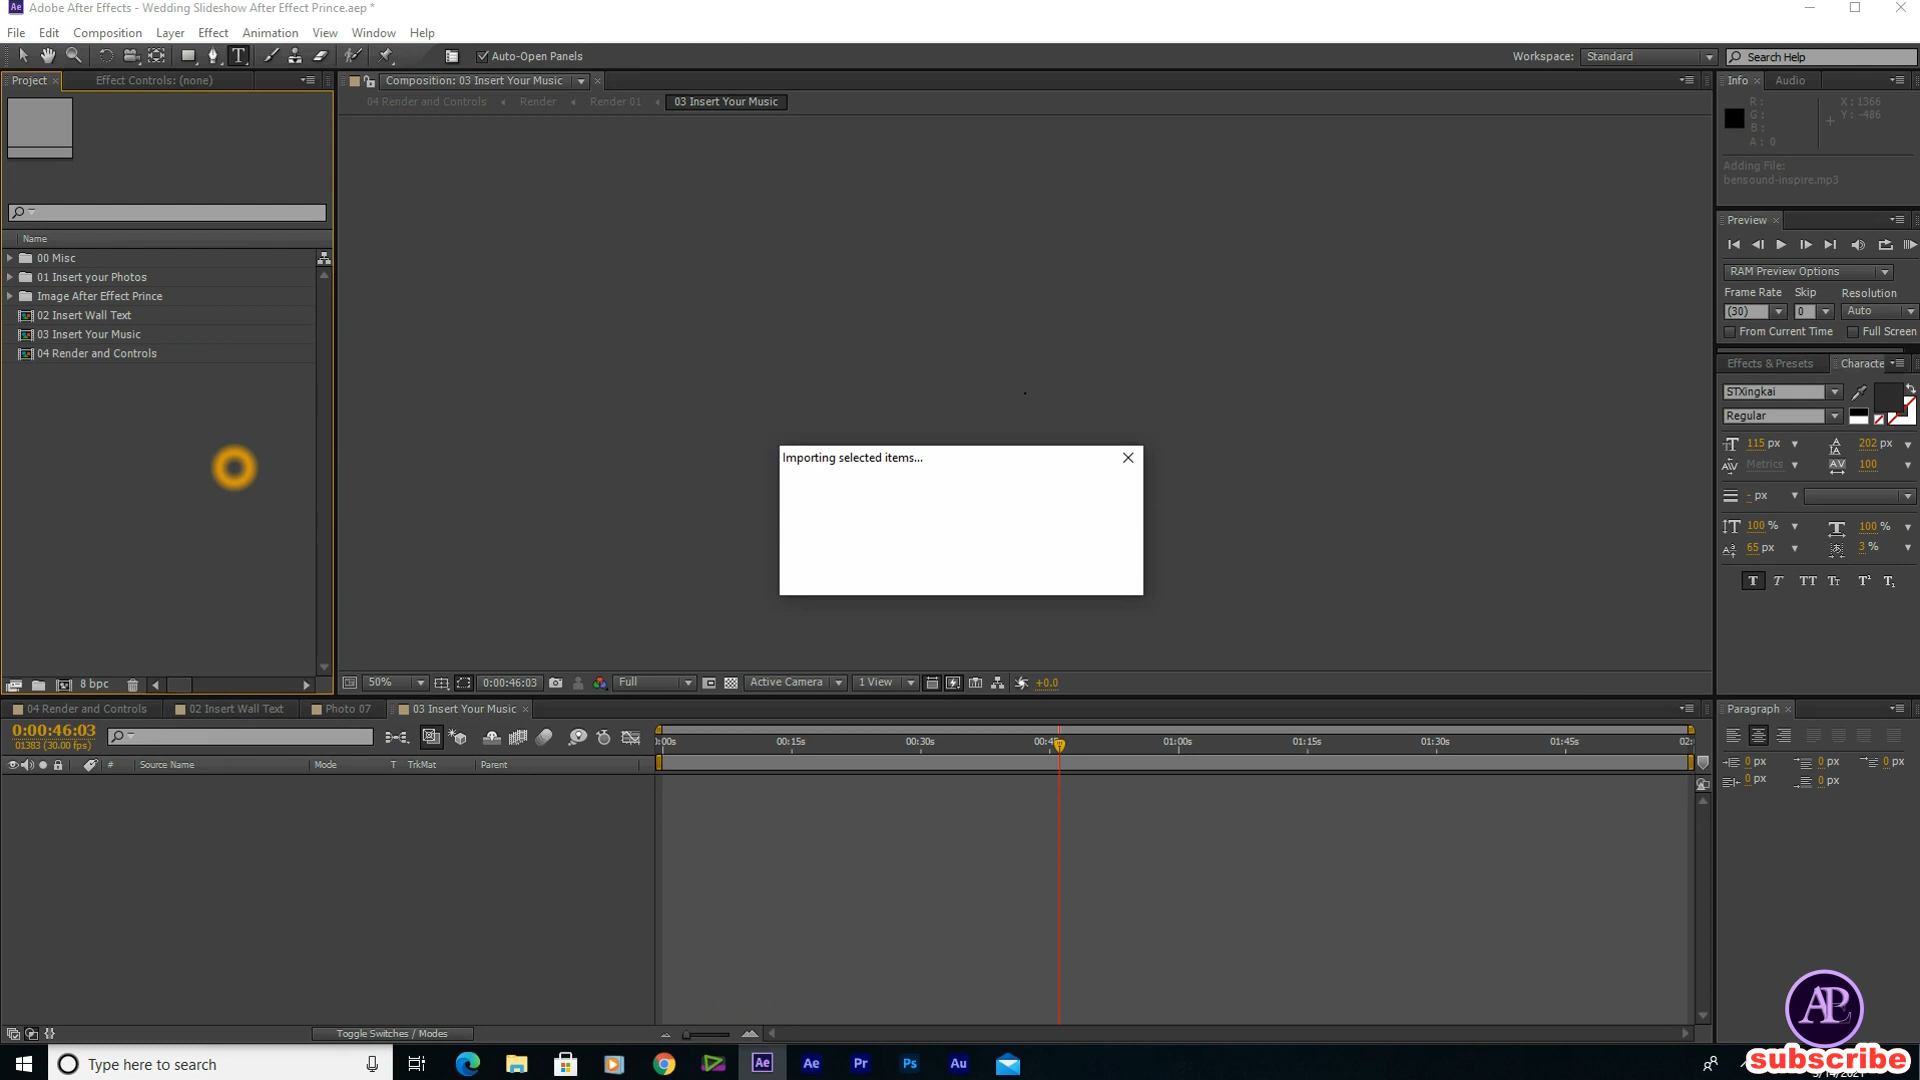 Adobe After Effects - Wedding Slideshow After Effect Prince.aep *
File Edit Composition Layer Effect Animation View Window Help
Auto-Open Panels
Workspace: Standard
Search Help
Project Effect Controls: (none)
Composition: 03 Insert Your Music
04 Render and Controls Render Render 01 03 Insert Your Music
Info Audio
R:
G:
B:
A: 0
X: 1366
Y: -486
Adding File:
bensound-inspire.mp3
Name
00 Misc
01 Insert your Photos
Image After Effect Prince
02 Insert Wall Text
03 Insert Your Music
04 Render and Controls
Preview
RAM Preview Options
Frame Rate Skip Resolution
(30) 0 Auto
From Current Time Full Screen
Effects & Presets Characte
STXingkai
Regular
115 px 202 px
Metrics 100
- px
100 % 100 %
65 px 3 %
T T TT Tт T¹ T₁
Importing selected items...
8 bpc
50% 0:00:46:03 Full Active Camera 1 View +0.0
04 Render and Controls 02 Insert Wall Text Photo 07 03 Insert Your Music
0:00:46:03
01383 (30.00 fps)
# Source Name Mode T TrkMat Parent
):00s 00:15s 00:30s 00:4 01:00s 01:15s 01:30s 01:45s 02:
Paragraph
0 px 0 px 0 px
0 px 0 px
Toggle Switches / Modes
AP
Type here to search
Ae Ae Pr Ps Au
subscribe